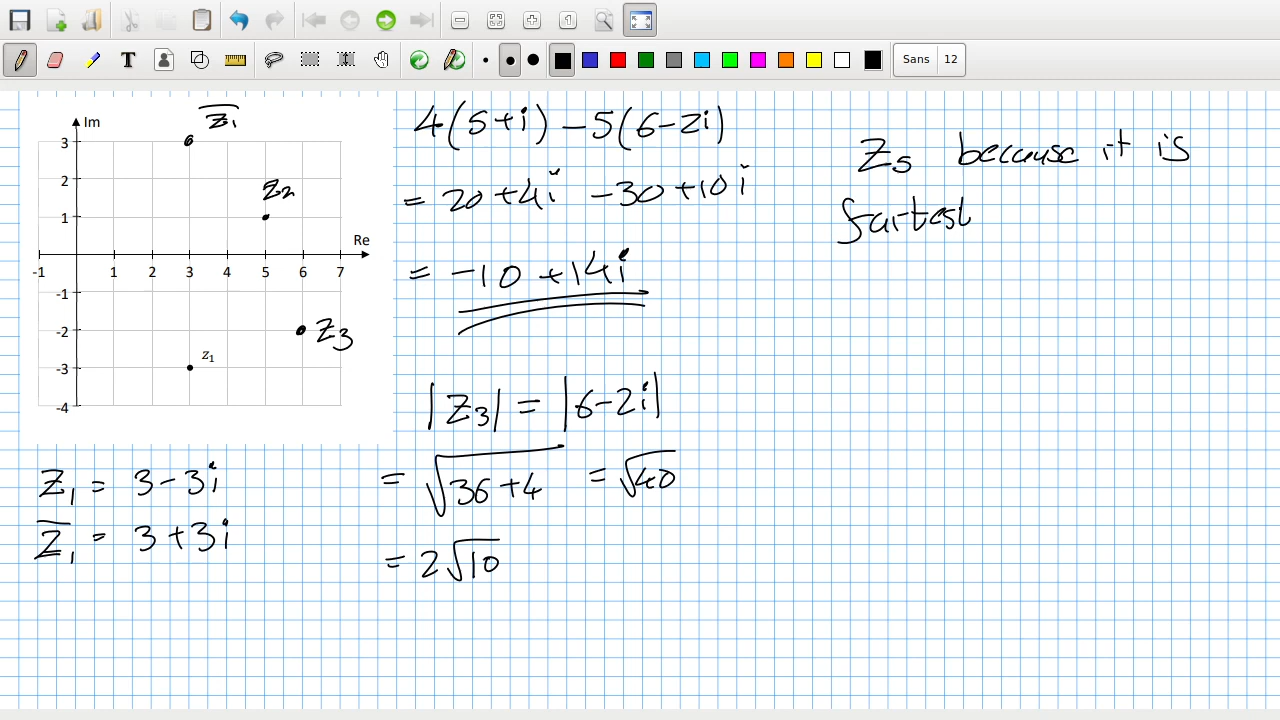 Sans 12
Im
Re
3
2
1
-1 1 2 3 4 5 6 7
-1
-2
-3
-4
z̅₁
z₂
z₃
z₁
z₁ = 3-3i
z̅₁ = 3+3i
4(5+i) -5(6-2i)
= 20+4i -30+10i
= -10 +14i
|z₃| = |6-2i|
= √(36+4) = √40
= 2√10
z₅ because it is
fartest